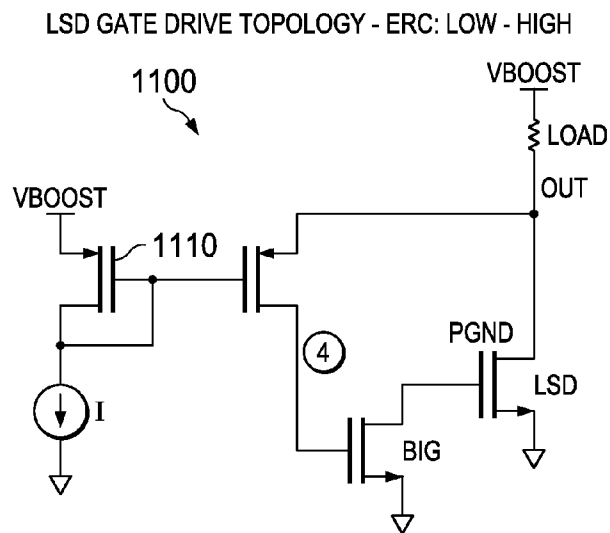 LSD GATE DRIVE TOPOLOGY - ERC: LOW - HIGH
1100
VBOOST
LOAD
OUT
VBOOST
1110
4
PGND
LSD
I
BIG